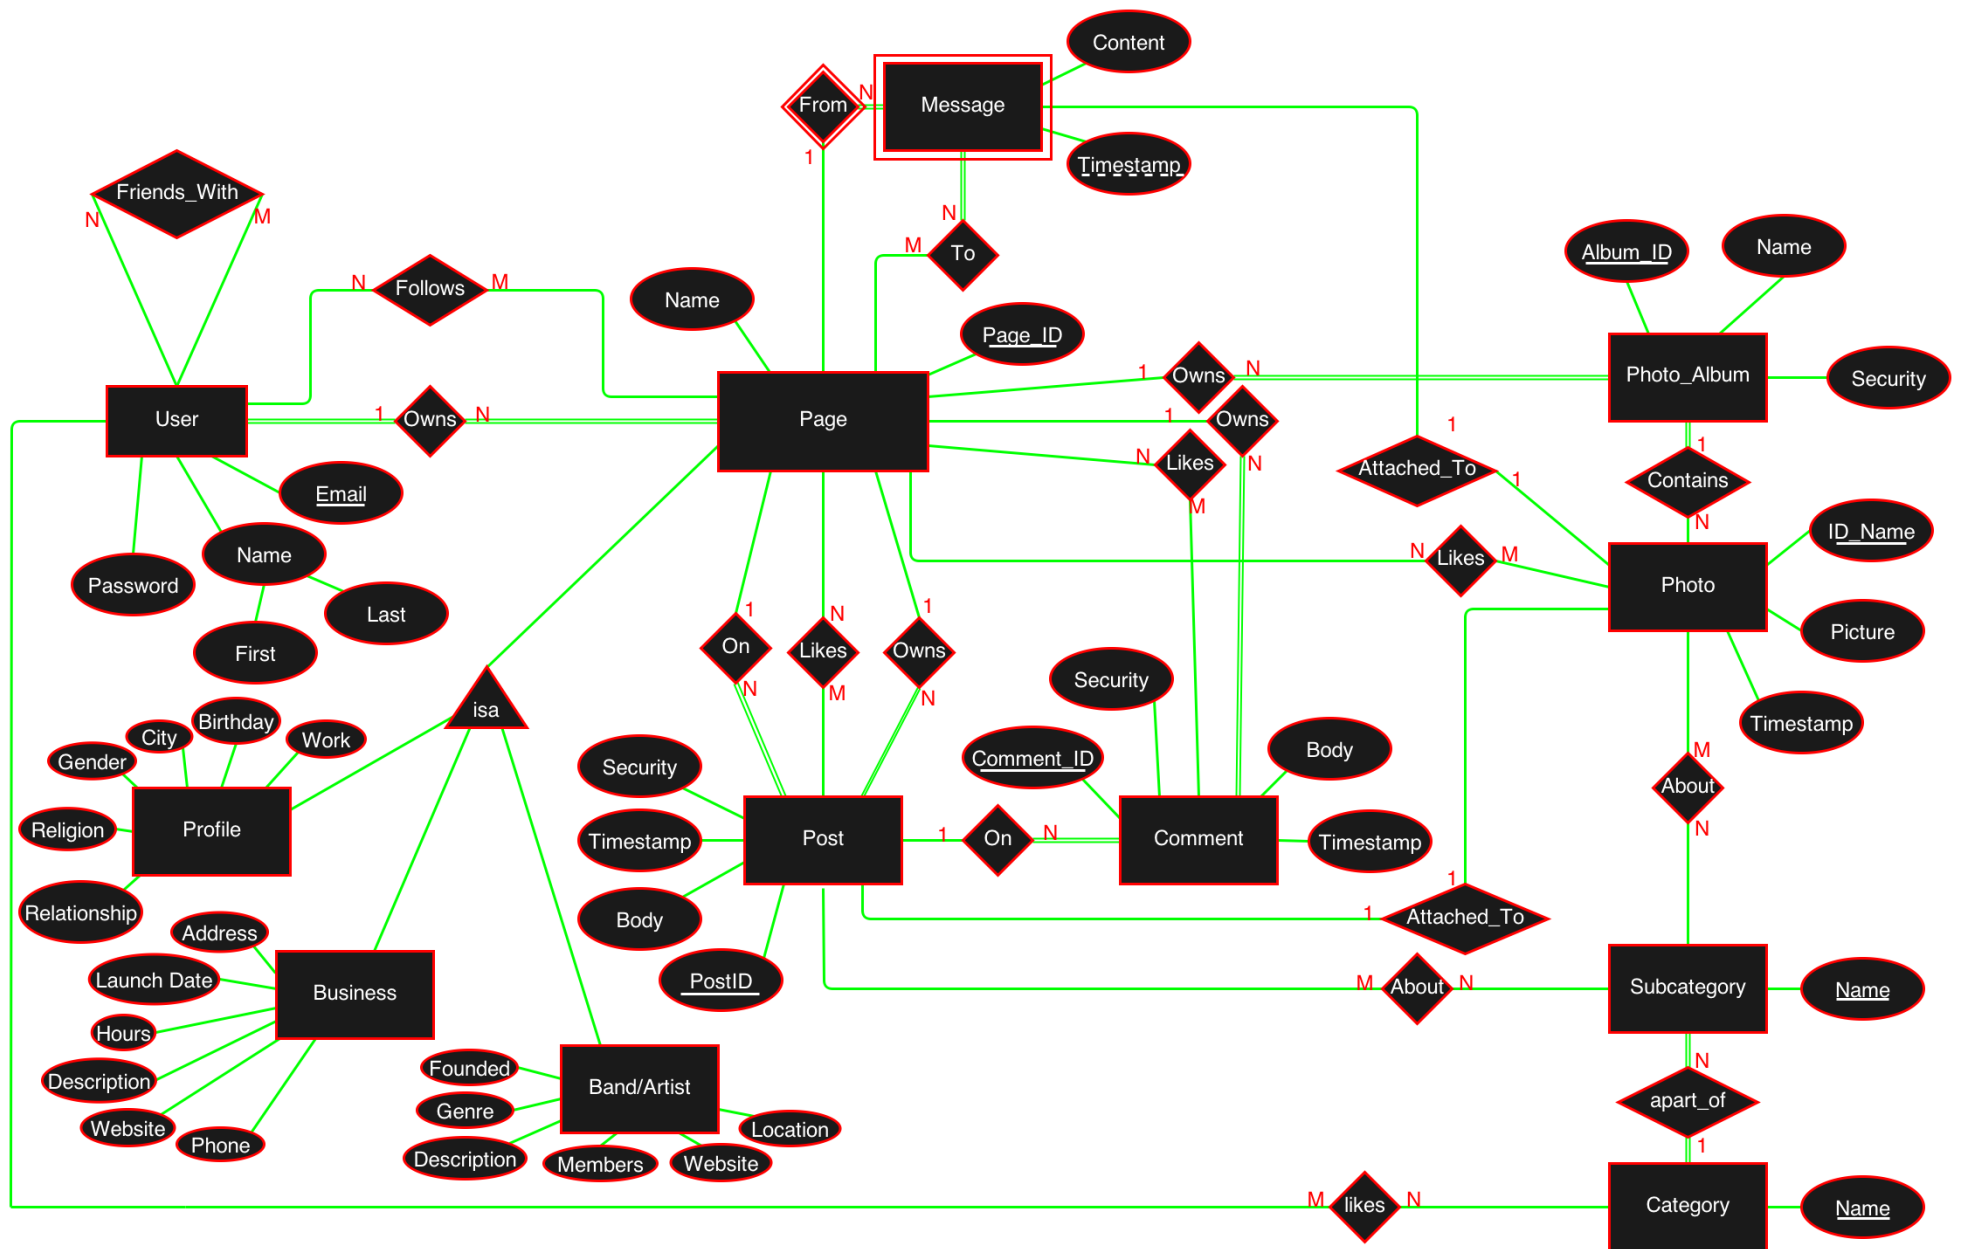 Content
From
N
Message
1
Timestamp
Friends_With
N
M
N
M
To
Album_ID
Name
N
Follows
M
Name
Page_ID
1
Owns
N
Photo_Album
Security
User
1
Owns
N
Page
1
Owns
1
N
Likes
N
M
Attached_To
1
1
Contains
N
Email
Name
Password
Last
First
ID_Name
N
Likes
M
Photo
Picture
Timestamp
1
On
N
N
Likes
M
1
Owns
N
isa
Security
Comment_ID
Body
M
About
N
Birthday
City
Work
Gender
Religion
Profile
Relationship
Security
Timestamp
Body
PostID
Post
1
On
N
Comment
Timestamp
1
1
Attached_To
Address
Launch Date
Hours
Description
Website
Phone
Business
M
About
N
Subcategory
Name
Founded
Genre
Description
Members
Website
Location
Band/Artist
N
apart_of
1
M
likes
N
Category
Name